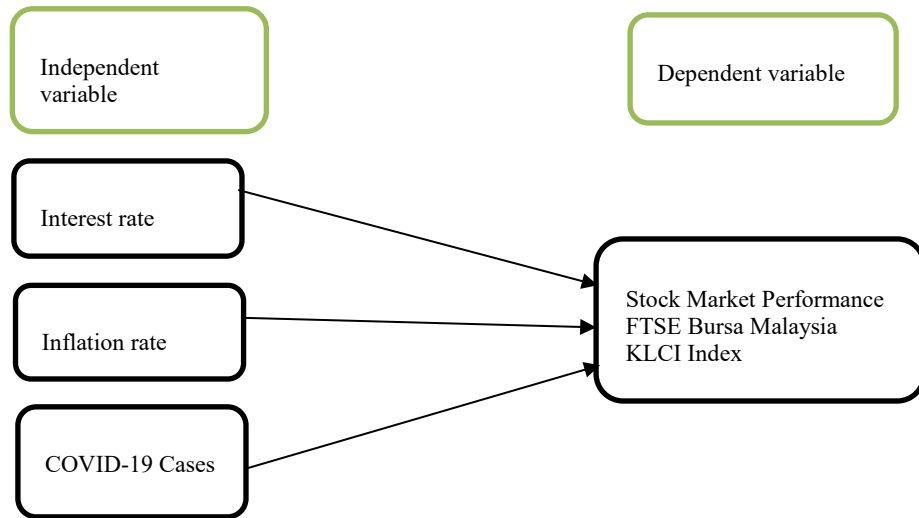 Independent
variable
Dependent variable
Interest rate
Inflation rate
COVID-19 Cases
Stock Market Performance
FTSE Bursa Malaysia
KLCI Index